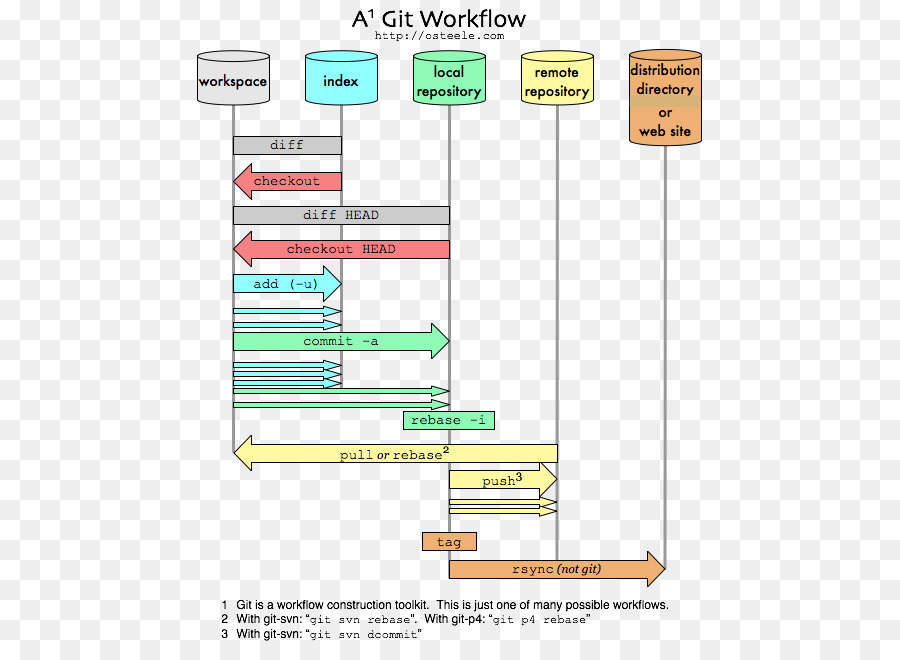 A¹ Git Workflow
http://osteele.com
workspace
index
local
repository
remote
repository
distribution
directory
or
web site
diff
checkout
diff HEAD
checkout HEAD
add (-u)
commit -a
rebase -i
pull or rebase²
push³
tag
rsync (not git)
1 Git is a workflow construction toolkit. This is just one of many possible workflows.
2 With git-svn: “git svn rebase”. With git-p4: “git p4 rebase”
3 With git-svn: “git svn dcommit”